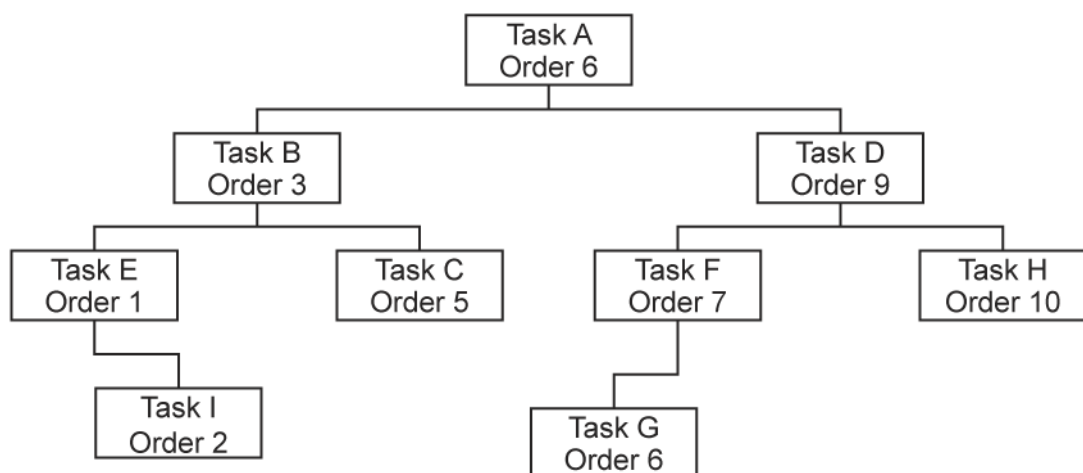 Task A
Order 6
Task B
Order 3
Task D
Order 9
Task E
Order 1
Task C
Order 5
Task F
Order 7
Task H
Order 10
Task I
Order 2
Task G
Order 6